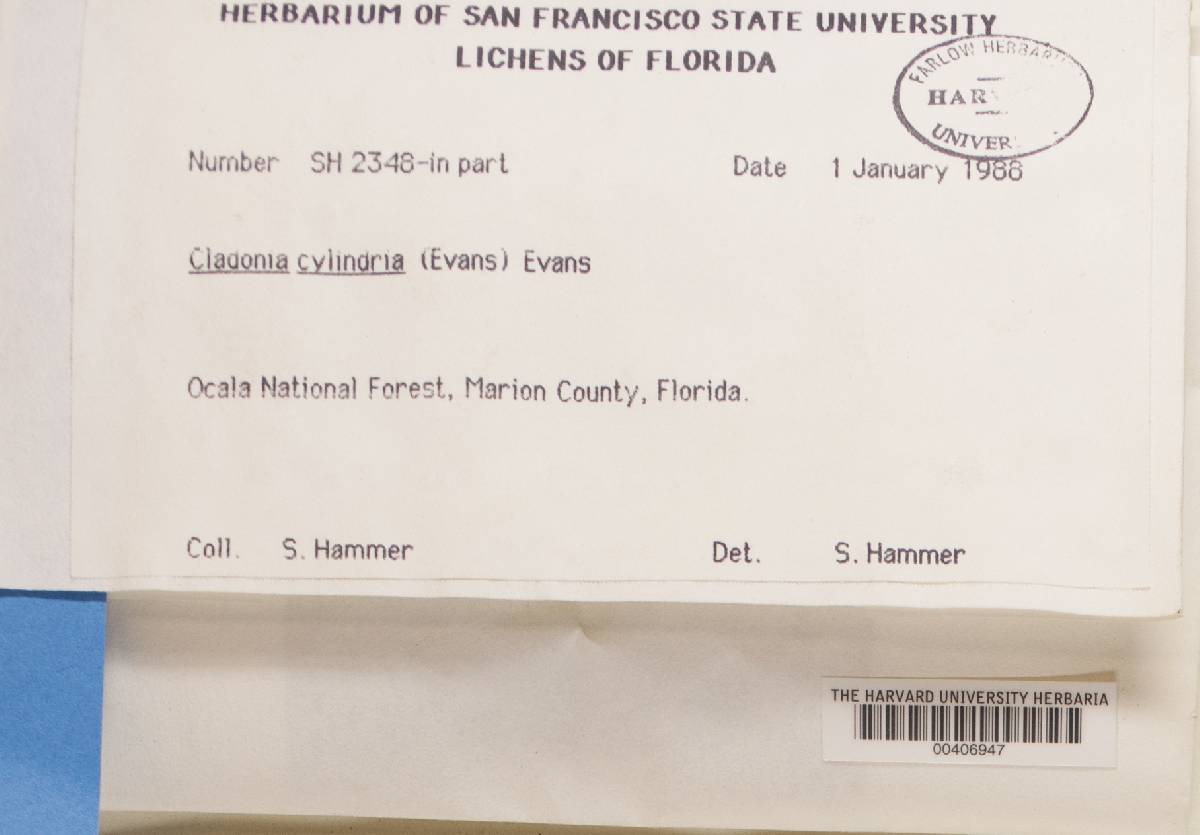 HERBARIUM OF SAN FRANCISCO STATE UNIVERSITY
LICHENS OF FLORIDA
FARLOW HERBARIU
HAR
UNIVER
Number SH 2348-in part Date 1 January 1988
Cladonia cylindria (Evans) Evans
Ocala National Forest, Marion County, Florida.
Coll. S. Hammer Det. S. Hammer
THE HARVARD UNIVERSITY HERBARIA
00406947